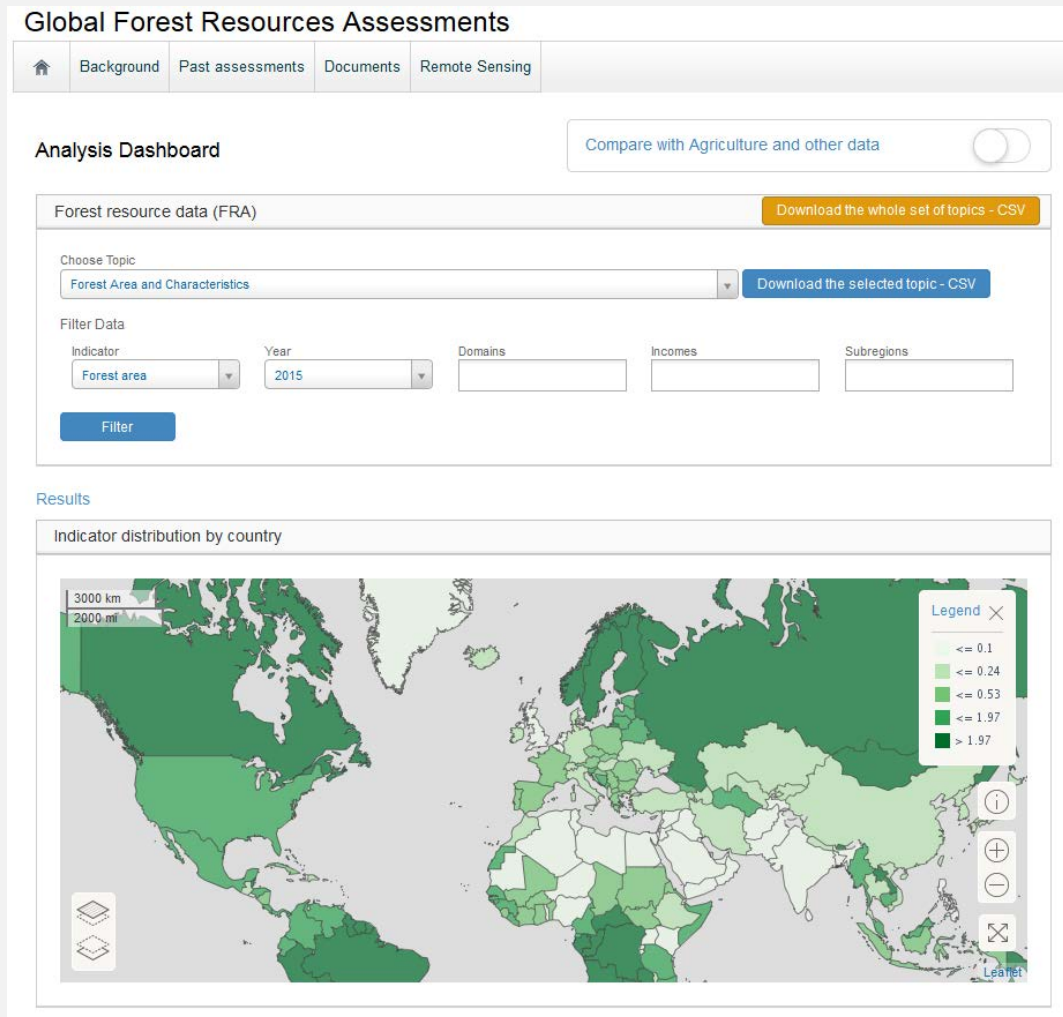 Global Forest Resources Assessments
Background Past assessments Documents Remote Sensing
Analysis Dashboard
Compare with Agriculture and other data
Forest resource data (FRA)
Download the whole set of topics - CSV
Choose Topic
Forest Area and Characteristics
Download the selected topic - CSV
Filter Data
Indicator Year Domains Incomes Subregions
Forest area 2015
Filter
Results
Indicator distribution by country
3000 km
2000 mi
Legend
<= 0.1
<= 0.24
<= 0.53
<= 1.97
> 1.97
Leaflet